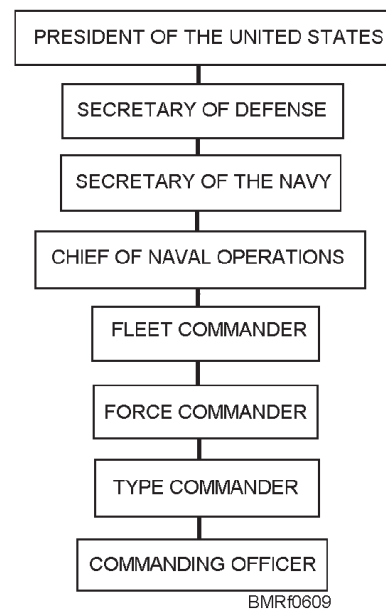 PRESIDENT OF THE UNITED STATES
SECRETARY OF DEFENSE
SECRETARY OF THE NAVY
CHIEF OF NAVAL OPERATIONS
FLEET COMMANDER
FORCE COMMANDER
TYPE COMMANDER
COMMANDING OFFICER
BMRf0609